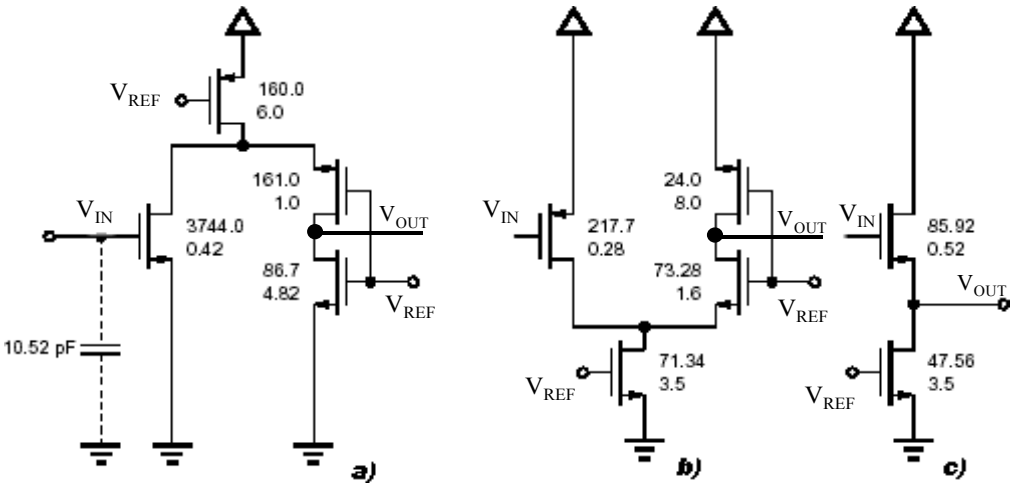 V_REF
160.0
6.0
V_IN
3744.0
0.42
161.0
1.0
V_OUT
86.7
4.82
V_REF
10.52 pF
a)
V_IN
217.7
0.28
24.0
8.0
V_OUT
73.28
1.6
V_REF
71.34
3.5
V_REF
b)
V_IN
85.92
0.52
V_OUT
47.56
3.5
V_REF
c)